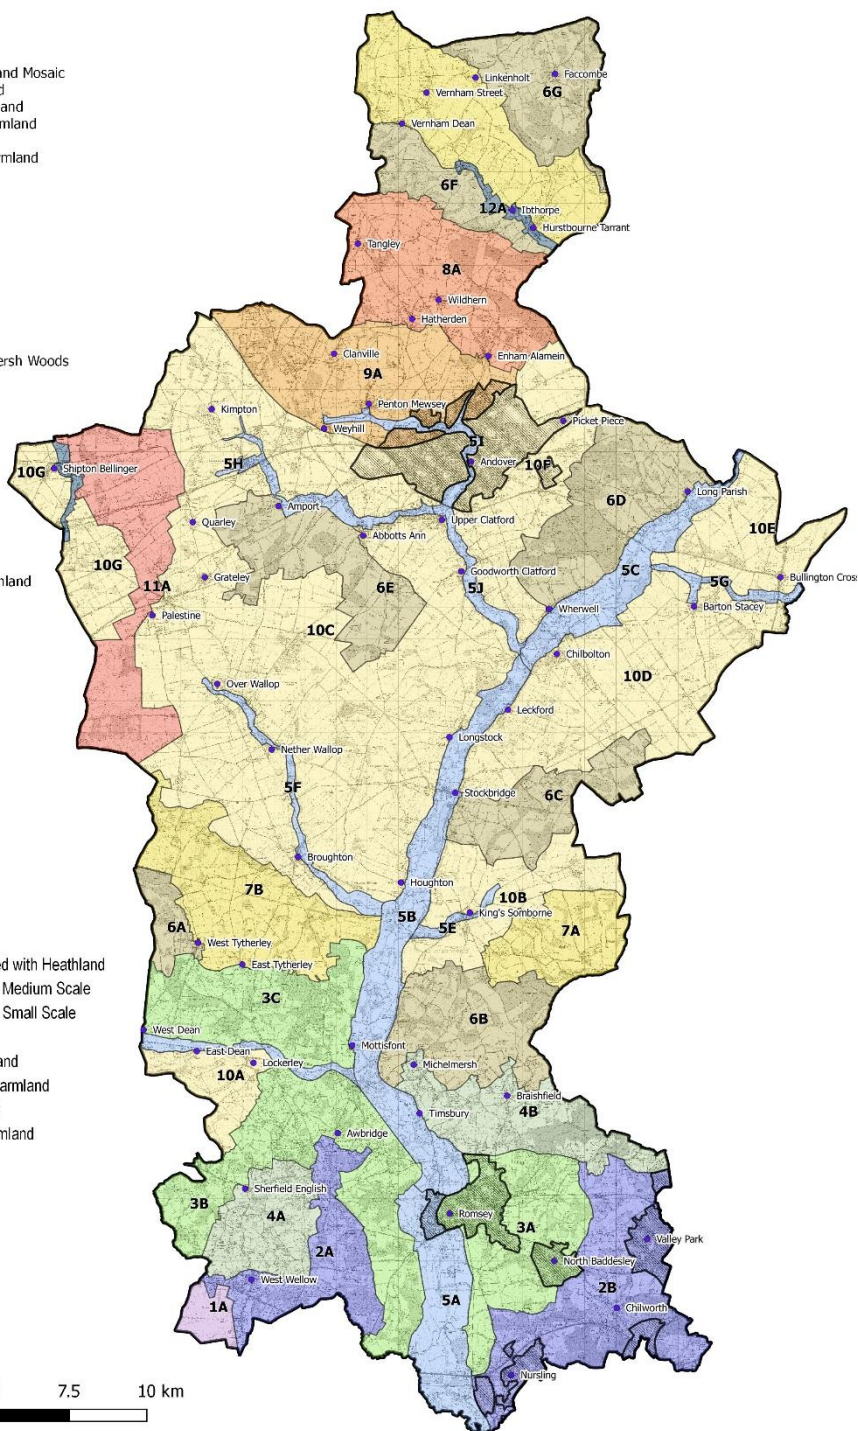 and Mosaic
d
and
mland
mland
Linkenholt
Faccombe
6G
Vernham Street
Vernham Dean
6F
12A
Ibthorpe
Hurstbourne Tarrant
Tangley
8A
Wildhern
Hatherden
ersh Woods
Clanville
Enham Alamein
9A
Kimpton
Penton Mewsey
Weyhill
Picket Piece
5I
10G
Shipton Bellinger
5H
Andover
10F
6D
Long Parish
Amport
10E
Quarley
Upper Clatford
Abbotts Ann
10G
11A
Grateley
6E
Goodworth Clatford
5J
5C
5G
Bullington Cross
hland
Palestine
10C
Wherwell
Barton Stacey
Chilbolton
10D
Over Wallop
Leckford
Nether Wallop
Longstock
5F
Stockbridge
6C
Broughton
7B
Houghton
10B
6A
5B
5E
King's Somborne
7A
West Tytherley
East Tytherley
ed with Heathland
Medium Scale
Small Scale
3C
6B
West Dean
East Dean
Mottisfont
and
10A
Lockerley
Michelmersh
armland
Braishfield
4B
Timsbury
mland
Awbridge
3B
Sherfield English
4A
Romsey
3A
2A
Valley Park
North Baddesley
West Wellow
2B
1A
5A
Chilworth
Nursling
7.5
10 km